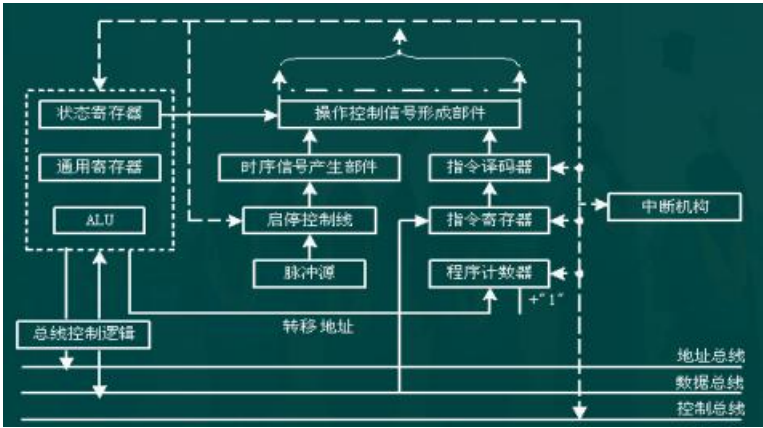 状态寄存器
操作控制信号形成部件
通用寄存器
时序信号产生部件
指令译码器
ALU
启停控制线
指令寄存器
中断机构
脉冲源
程序计数器
+"1"
总线控制逻辑
转移 地址
地址总线
数据总线
控制总线